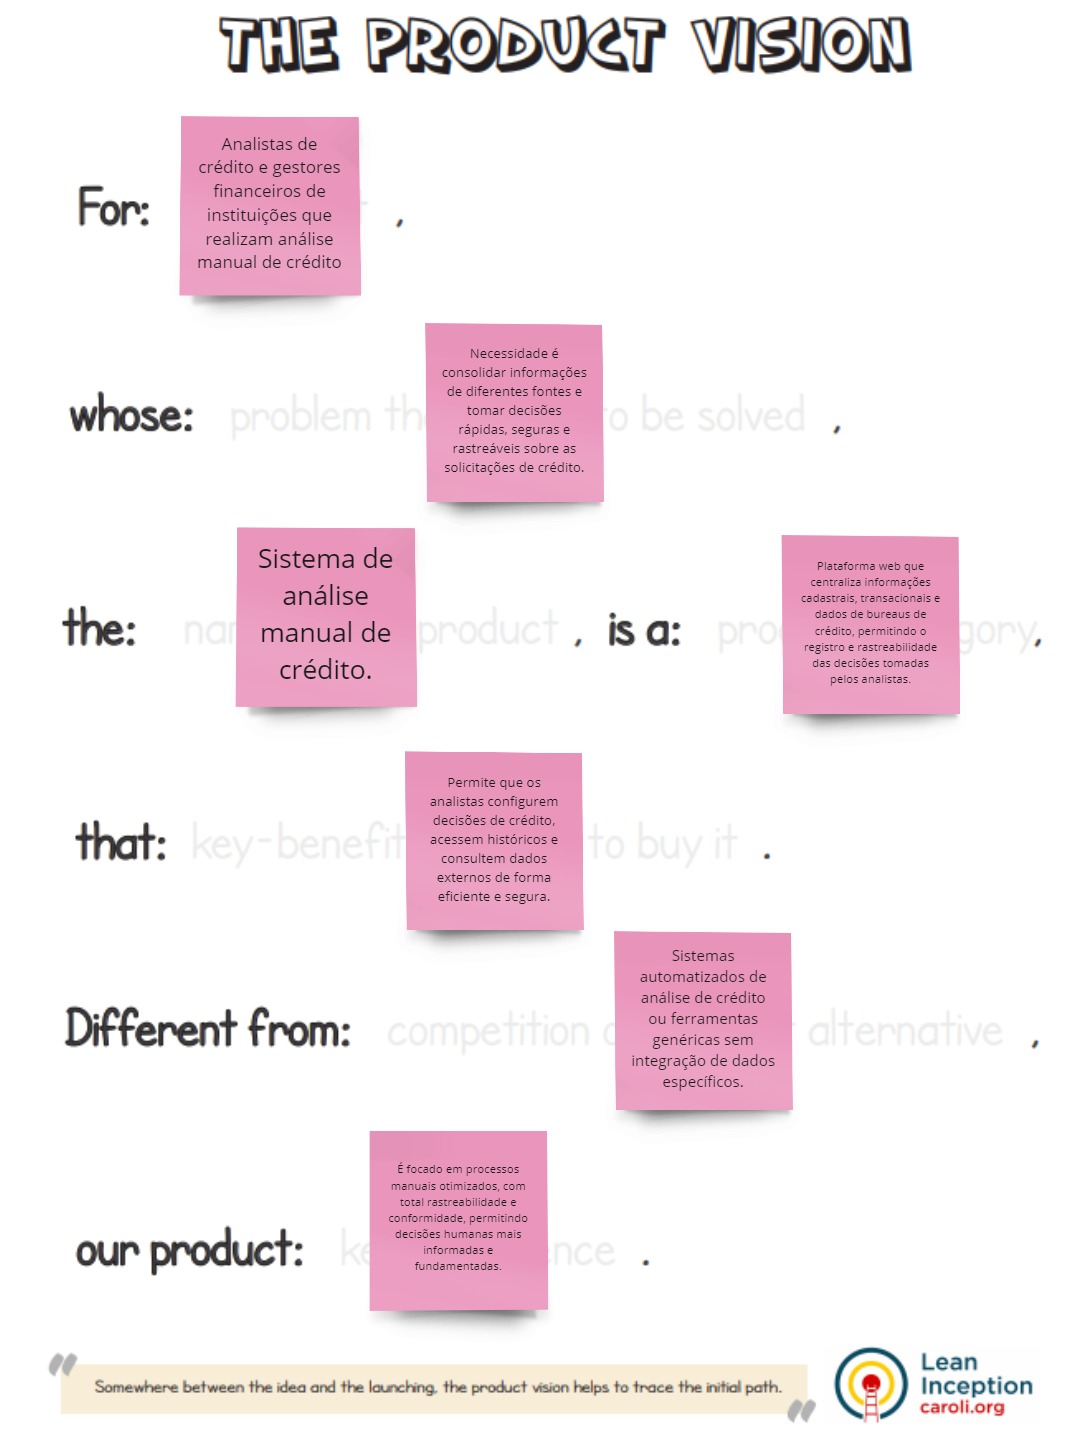 THE PRODUCT VISION
For:
Analistas de
crédito e gestores
financeiros de
instituições que
realizam análise
manual de crédito
,
whose:
problem th
Necessidade é
consolidar informações
de diferentes fontes e
tomar decisões
rápidas, seguras e
rastreáveis sobre as
solicitações de crédito.
o be solved ,
the:
nar
Sistema de
análise
manual de
crédito.
product ,
is a:
pro
Plataforma web que
centraliza informações
cadastrais, transacionais e
dados de bureaus de
crédito, permitindo o
registro e rastreabilidade
das decisões tomadas
pelos analistas.
gory,
that:
key-benefit
Permite que os
analistas configurem
decisões de crédito,
acessem históricos e
consultem dados
externos de forma
eficiente e segura.
to buy it .
Different from:
competition
Sistemas
automatizados de
análise de crédito
ou ferramentas
genéricas sem
integração de dados
específicos.
alternative ,
our product:
ke
É focado em processos
manuais otimizados, com
total rastreabilidade e
conformidade, permitindo
decisões humanas mais
informadas e
fundamentadas.
ence .
" Somewhere between the idea and the launching, the product vision helps to trace the initial path. "
Lean
Inception
caroli.org